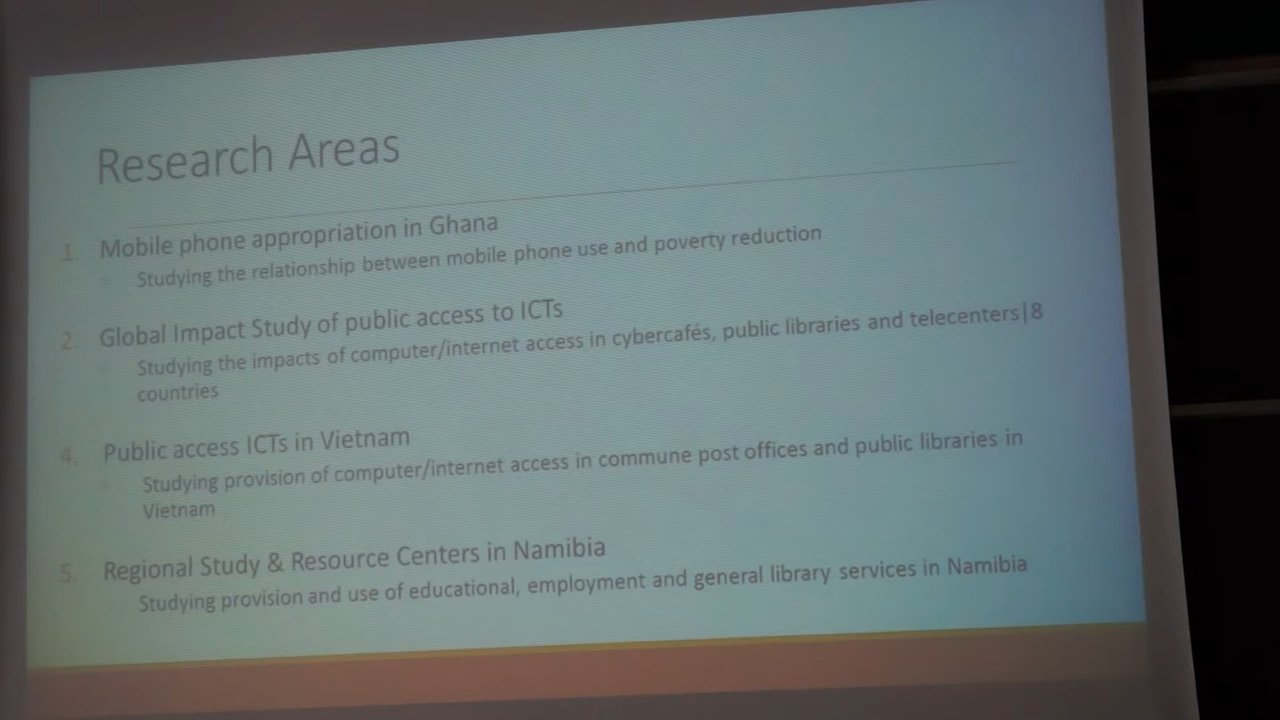 Research Areas
1. Mobile phone appropriation in Ghana
Studying the relationship between mobile phone use and poverty reduction
2. Global Impact Study of public access to ICTs
Studying the impacts of computer/internet access in cybercafés, public libraries and telecenters|8
countries
4. Public access ICTs in Vietnam
Studying provision of computer/internet access in commune post offices and public libraries in
Vietnam
5. Regional Study & Resource Centers in Namibia
Studying provision and use of educational, employment and general library services in Namibia